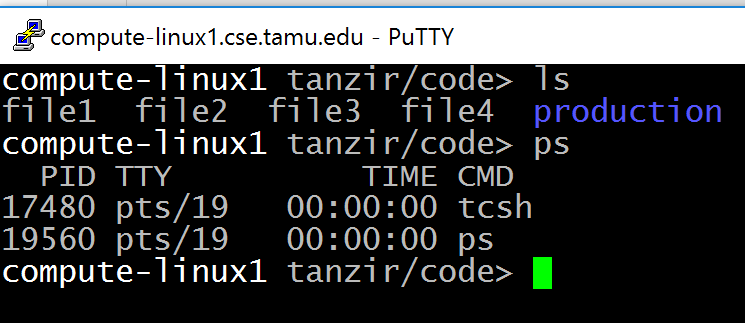 compute-linux1.cse.tamu.edu - PuTTY
compute-linux1 tanzir/code> ls
file1  file2  file3  file4  production
compute-linux1 tanzir/code> ps
  PID TTY          TIME CMD
17480 pts/19   00:00:00 tcsh
19560 pts/19   00:00:00 ps
compute-linux1 tanzir/code>